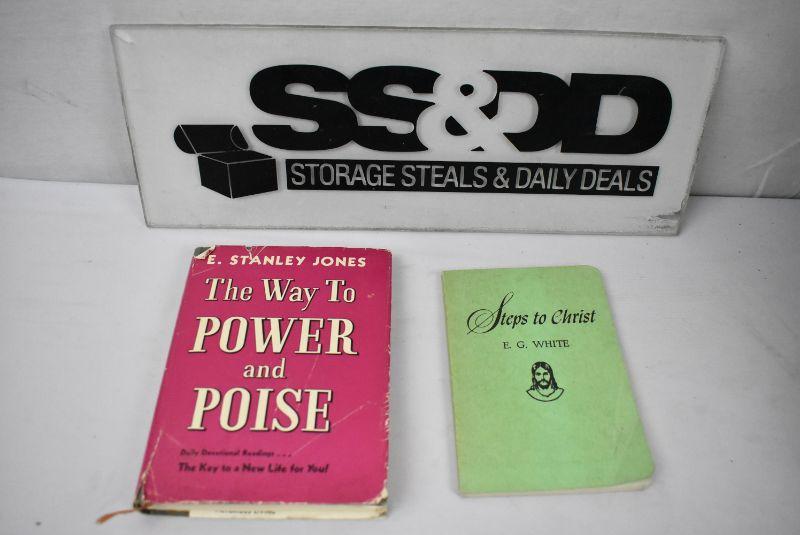 SS&DD
STORAGE STEALS & DAILY DEALS
E. STANLEY JONES
The Way To
POWER
and
POISE
Daily Devotional Readings . . .
The Key to a New Life for You!
Steps to Christ
E. G. WHITE